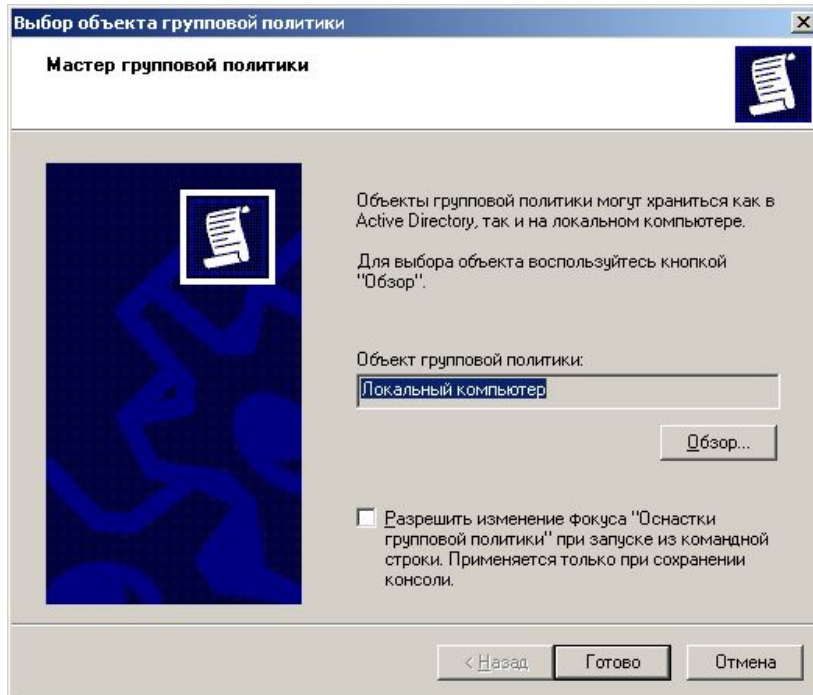 Выбор объекта групповой политики
Мастер групповой политики
Объекты групповой политики могут храниться как в
Active Directory, так и на локальном компьютере.
Для выбора объекта воспользуйтесь кнопкой
"Обзор".
Объект групповой политики:
Локальный компьютер
Обзор...
Разрешить изменение фокуса "Оснастки
групповой политики" при запуске из командной
строки. Применяется только при сохранении
консоли.
< Назад
Готово
Отмена